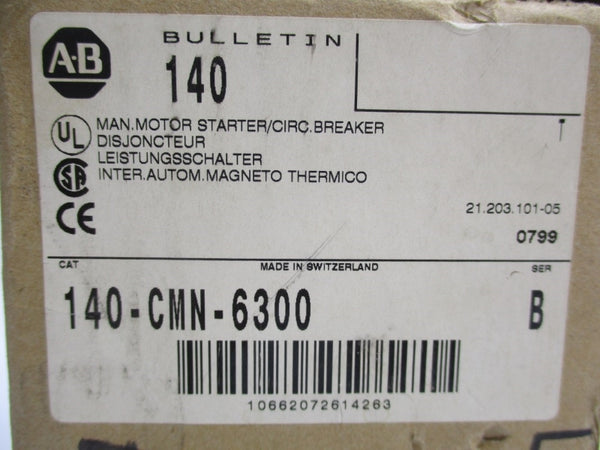 A-B
BULLETIN
140
UL
MAN.MOTOR STARTER/CIRC.BREAKER
DISJONCTEUR
LEISTUNGSSCHALTER
INTER.AUTOM.MAGNETO THERMICO
SA
CE
T
21.203.101-05
0799
CAT
MADE IN SWITZERLAND
SER
140-CMN-6300
B
10662072614263